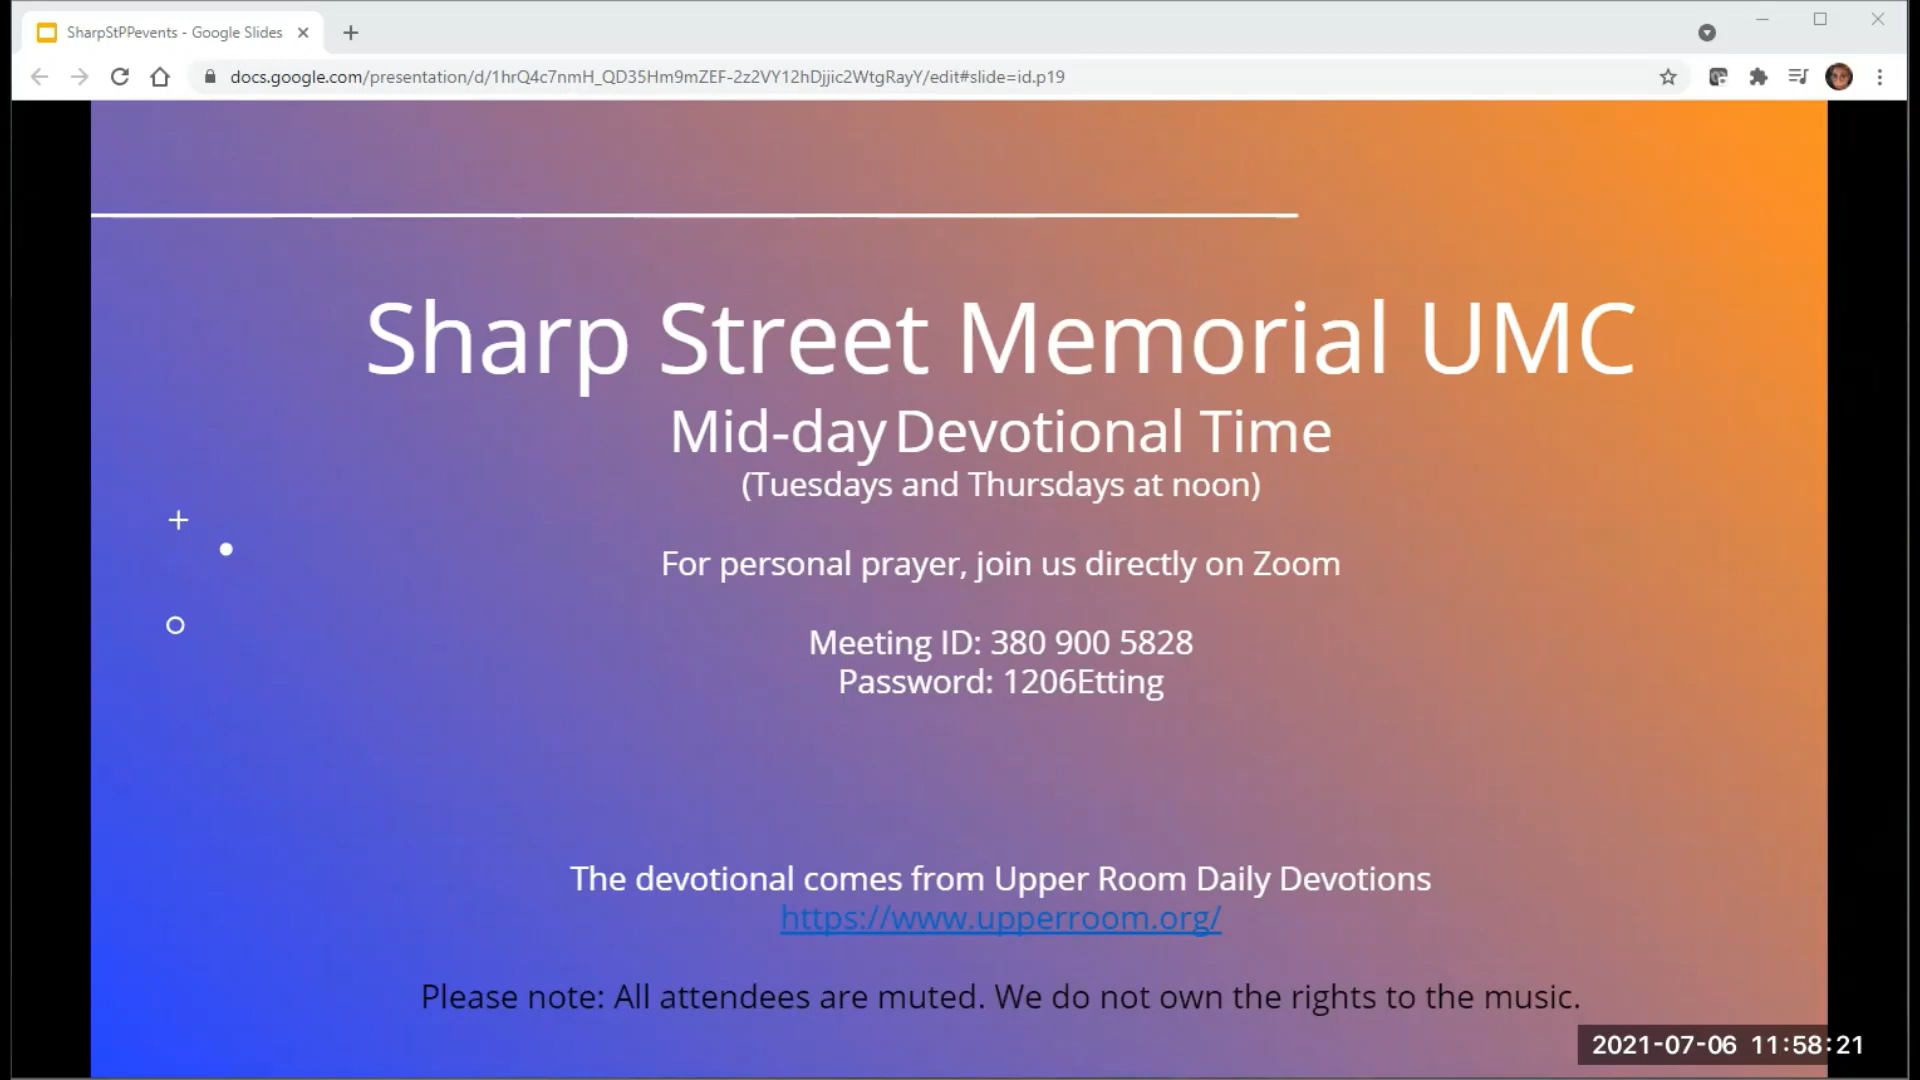 SharpStPPevents - Google Slides
docs.google.com/presentation/d/1hrQ4c7nmH_QD35Hm9mZEF-2z2VY12hDjjic2WtgRayY/edit#slide=id.p19
Sharp Street Memorial UMC
Mid-day Devotional Time
(Tuesdays and Thursdays at noon)
For personal prayer, join us directly on Zoom
Meeting ID: 380 900 5828
Password: 1206Etting
The devotional comes from Upper Room Daily Devotions
https://www.upperroom.org/
Please note: All attendees are muted. We do not own the rights to the music.
2021-07-06 11:58:21